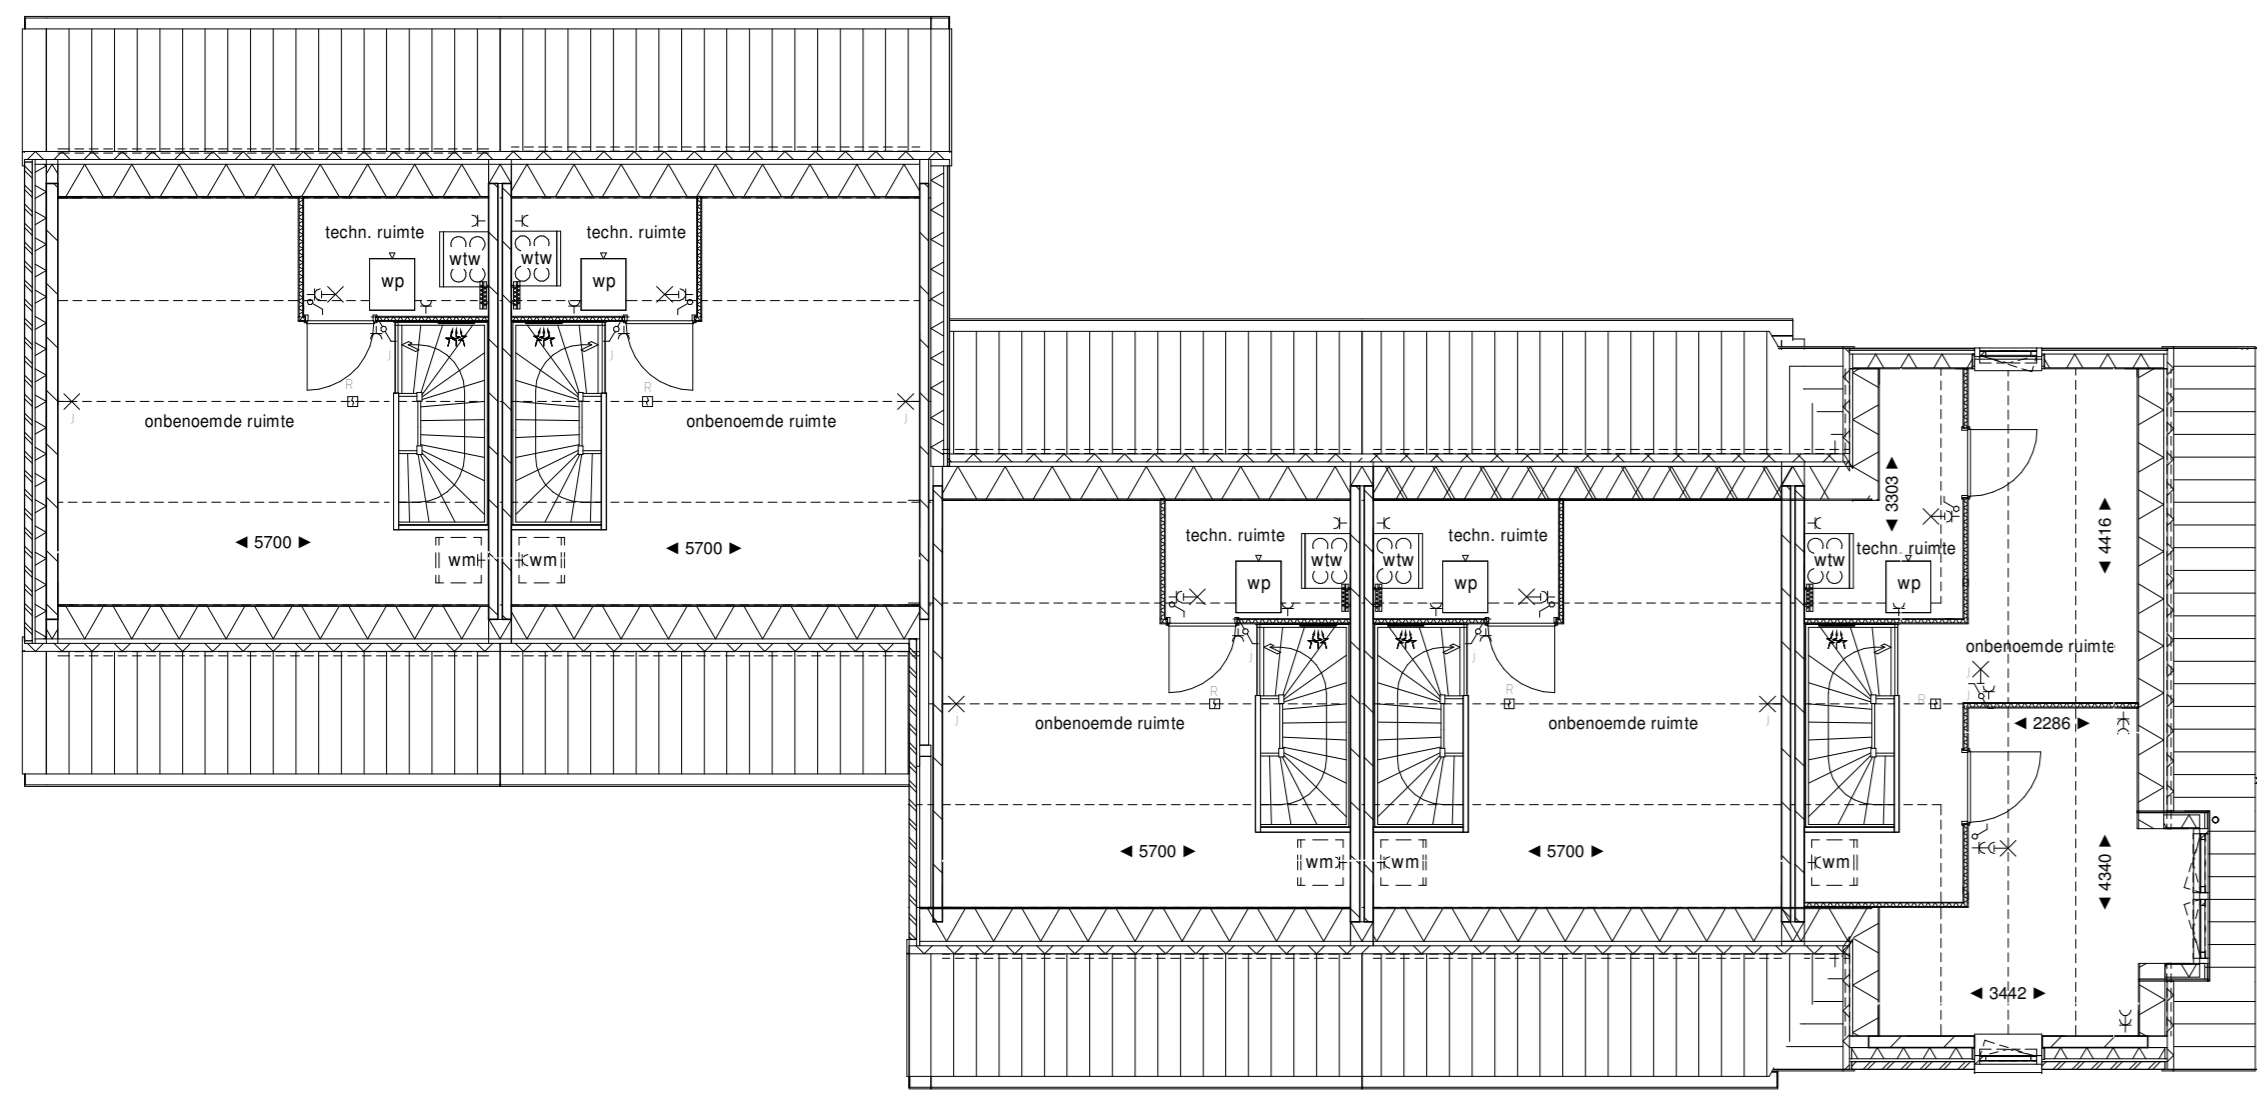 techn. ruimte
techn. ruimte
wtw
wtw
wp
wp
J
J
R
R
J
J
onbenoemde ruimte
onbenoemde ruimte
5700
5700
wm
wm
techn. ruimte
techn. ruimte
wtw
wtw
wp
wp
J
J
R
R
J
J
onbenoemde ruimte
onbenoemde ruimte
5700
5700
wm
wm
3303
4416
techn. ruimte
wtw
wp
onbenoemde ruimte
J
R
2286
wm
4340
3442